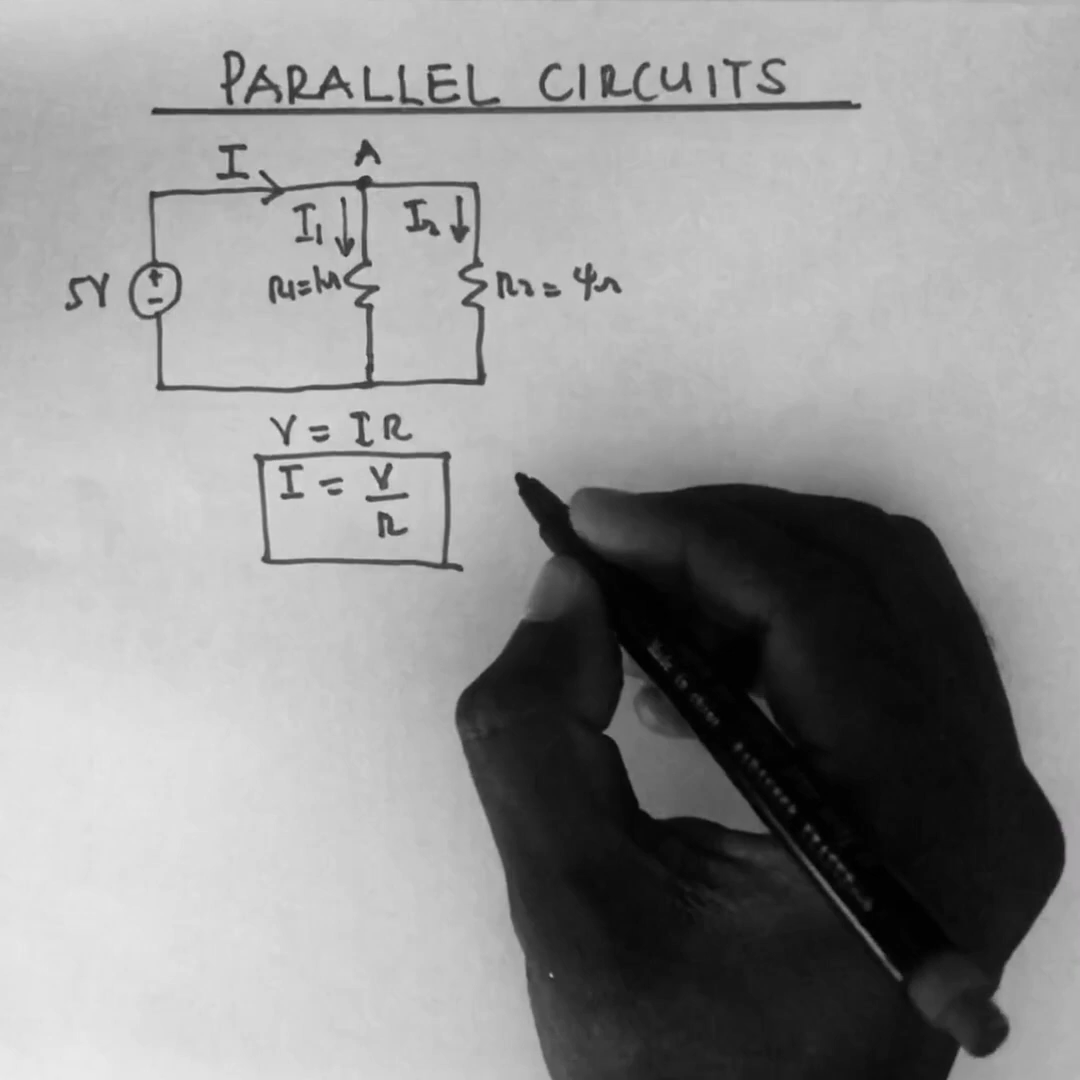 PARALLEL CIRCUITS
I
A
I₁
I₂
5V
R1=1Ω
R2 = 4Ω
V = IR
I = V/R